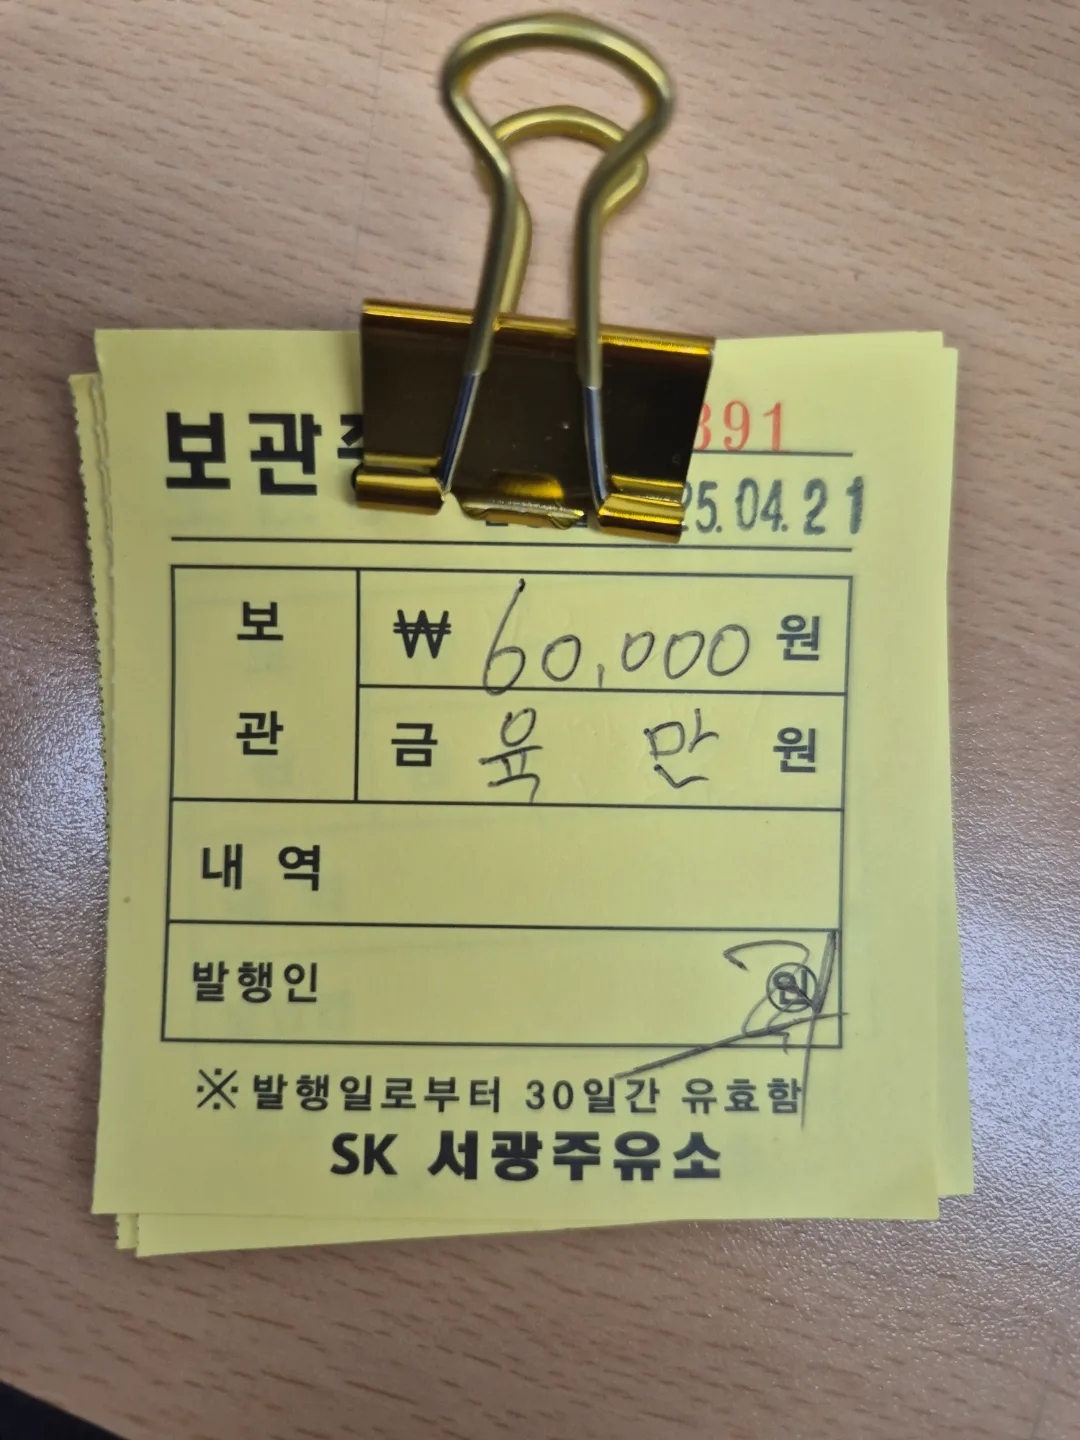 보관
391
25.04.21
보관
₩ 60,000 원
금 육 만 원
내 역
발행인 ㊞
※발행일로부터 30일간 유효함
SK 서광주유소